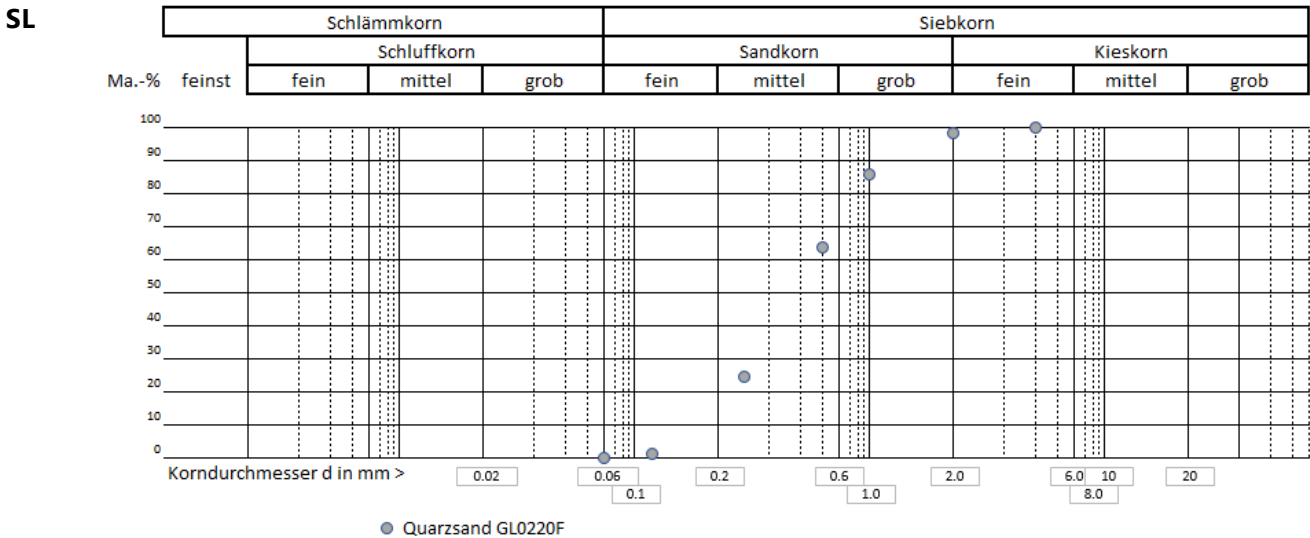 SL
Schlämmkorn Siebkorn
Schluffkorn Sandkorn Kieskorn
Ma.-% feinst fein mittel grob fein mittel grob fein mittel grob
100
90
80
70
60
50
40
30
20
10
0
Korndurchmesser d in mm > 0.02 0.06 0.2 0.6 2.0 6.0 10 20
0.1 1.0 8.0
Quarzsand GL0220F